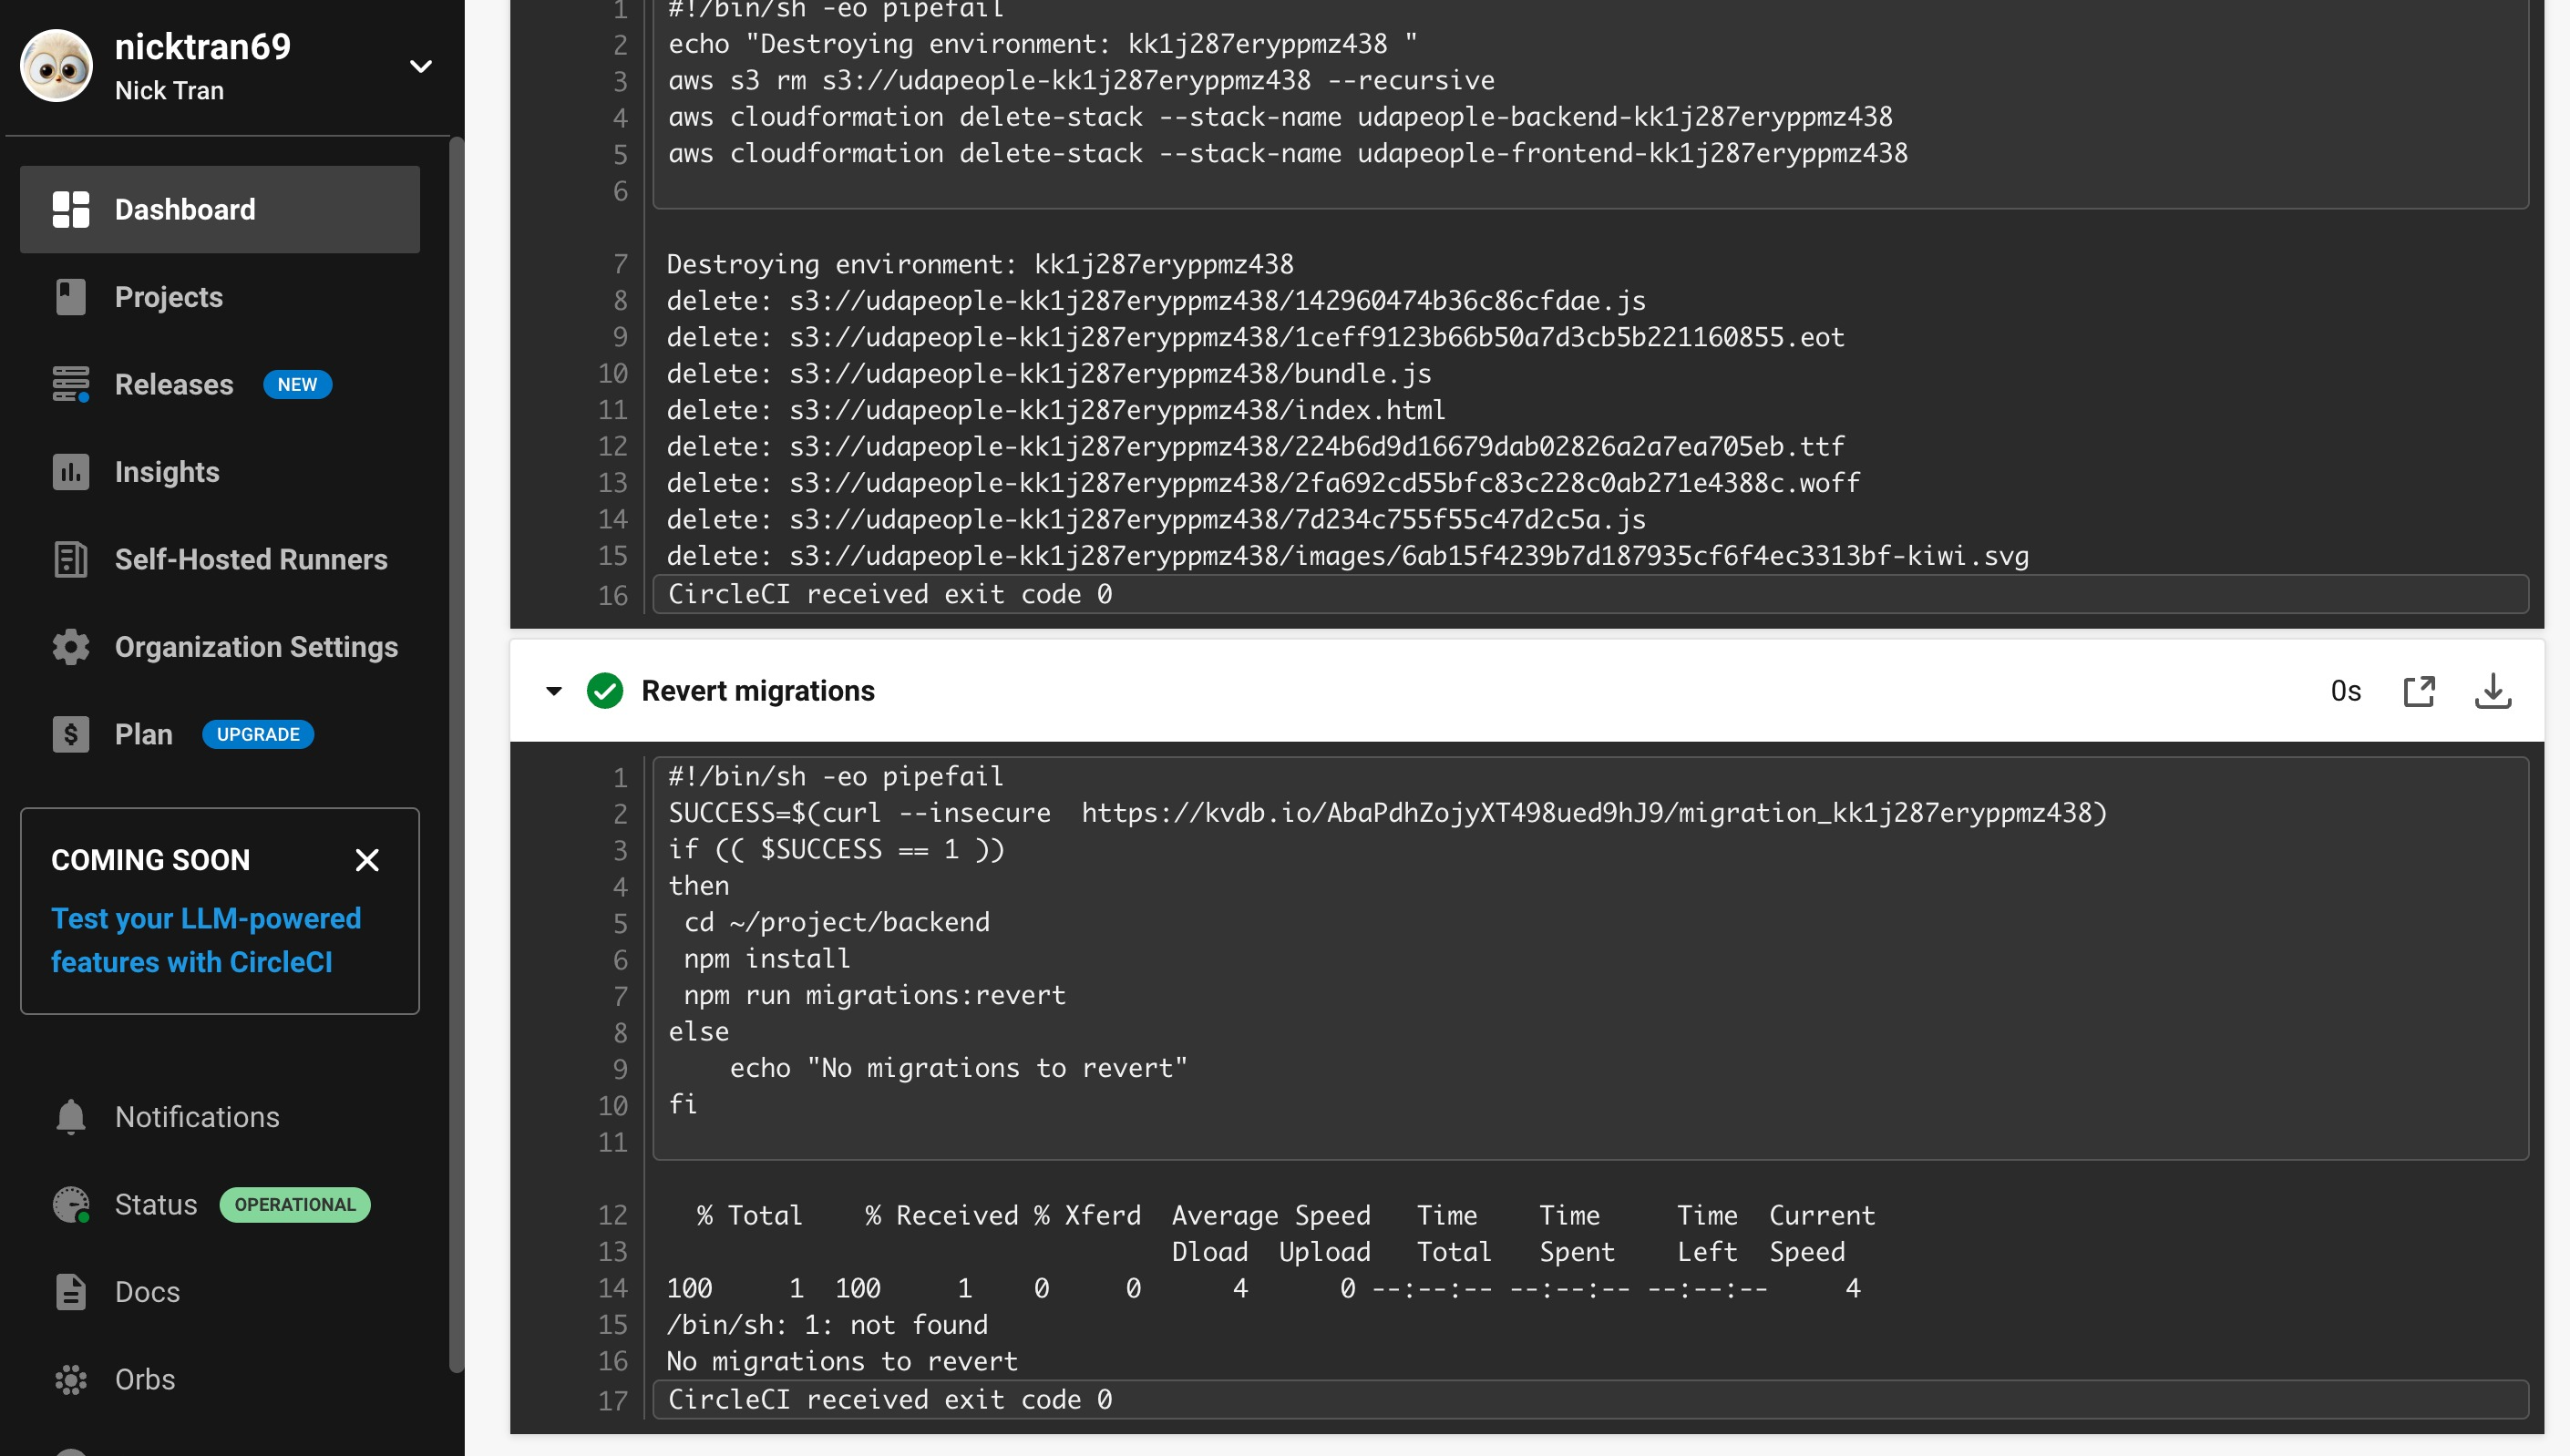 nicktran69
Nick Tran
Dashboard
Projects
Releases NEW
Insights
Self-Hosted Runners
Organization Settings
Plan UPGRADE
COMING SOON
Test your LLM-powered
features with CircleCI
Notifications
Status OPERATIONAL
Docs
Orbs
1 #!/bin/sh -eo pipefail
2 echo "Destroying environment: kk1j287eryppmz438 "
3 aws s3 rm s3://udapeople-kk1j287eryppmz438 --recursive
4 aws cloudformation delete-stack --stack-name udapeople-backend-kk1j287eryppmz438
5 aws cloudformation delete-stack --stack-name udapeople-frontend-kk1j287eryppmz438
6
7 Destroying environment: kk1j287eryppmz438
8 delete: s3://udapeople-kk1j287eryppmz438/142960474b36c86cfdae.js
9 delete: s3://udapeople-kk1j287eryppmz438/1ceff9123b66b50a7d3cb5b221160855.eot
10 delete: s3://udapeople-kk1j287eryppmz438/bundle.js
11 delete: s3://udapeople-kk1j287eryppmz438/index.html
12 delete: s3://udapeople-kk1j287eryppmz438/224b6d9d16679dab02826a2a7ea705eb.ttf
13 delete: s3://udapeople-kk1j287eryppmz438/2fa692cd55bfc83c228c0ab271e4388c.woff
14 delete: s3://udapeople-kk1j287eryppmz438/7d234c755f55c47d2c5a.js
15 delete: s3://udapeople-kk1j287eryppmz438/images/6ab15f4239b7d187935cf6f4ec3313bf-kiwi.svg
16 CircleCI received exit code 0
Revert migrations 0s
1 #!/bin/sh -eo pipefail
2 SUCCESS=$(curl --insecure  https://kvdb.io/AbaPdhZojyXT498ued9hJ9/migration_kk1j287eryppmz438)
3 if (( $SUCCESS == 1 ))
4 then
5  cd ~/project/backend
6  npm install
7  npm run migrations:revert
8 else
9     echo "No migrations to revert"
10 fi
11
12   % Total    % Received % Xferd  Average Speed   Time    Time     Time  Current
13                                  Dload  Upload   Total   Spent    Left  Speed
14 100     1  100     1    0     0      4      0 --:--:-- --:--:-- --:--:--     4
15 /bin/sh: 1: not found
16 No migrations to revert
17 CircleCI received exit code 0